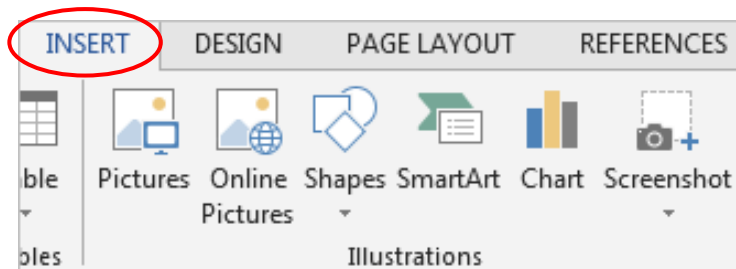 INSERT DESIGN PAGE LAYOUT REFERENCES
ble Pictures Online Shapes SmartArt Chart Screenshot
Pictures
bles Illustrations